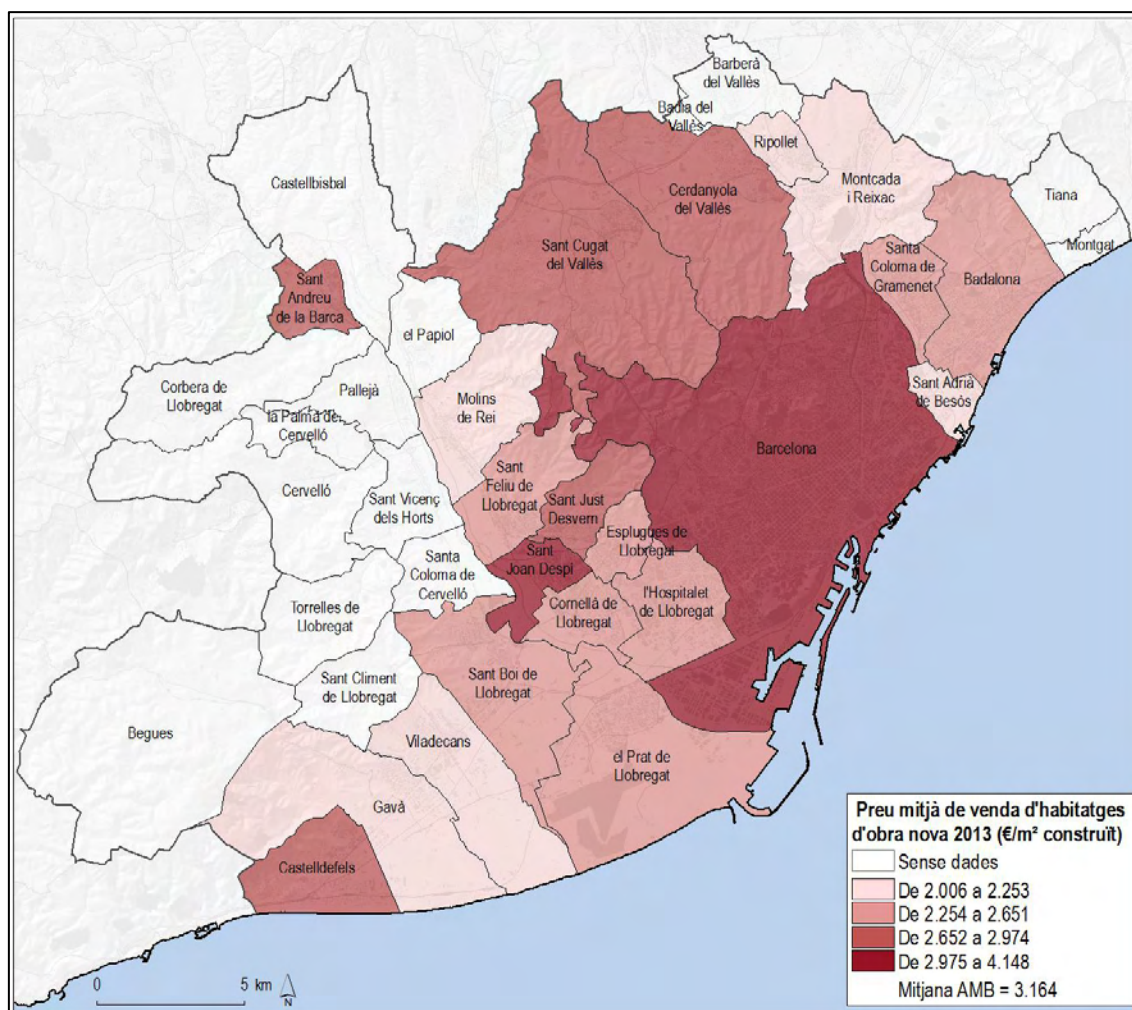 Barberà
del Vallès
Badia del
Vallès
Ripollet
Castellbisbal
Cerdanyola
del Vallès
Montcada
i Reixac
Tiana
Montgat
Sant Cugat
del Vallès
Santa
Coloma de
Gramenet
Badalona
Sant
Andreu
de la Barca
el Papiol
Corbera de
Llobregat
Pallejà
la Palma de
Cervelló
Molins
de Rei
Sant Adrià
de Besòs
Barcelona
Cervelló
Sant Vicenç
dels Horts
Sant
Feliu de
Llobregat
Sant Just
Desvern
Esplugues de
Llobregat
Santa
Coloma de
Cervelló
Sant
Joan Despí
Torrelles de
Llobregat
Cornellà de
Llobregat
l'Hospitalet
de Llobregat
Sant Climent
de Llobregat
Sant Boi de
Llobregat
Begues
Viladecans
el Prat de
Llobregat
Gavà
Castelldefels
Preu mitjà de venda d'habitatges
d'obra nova 2013 (€/m² construït)
Sense dades
De 2.006 a 2.253
De 2.254 a 2.651
De 2.652 a 2.974
De 2.975 a 4.148
Mitjana AMB = 3.164
0 5 km
N